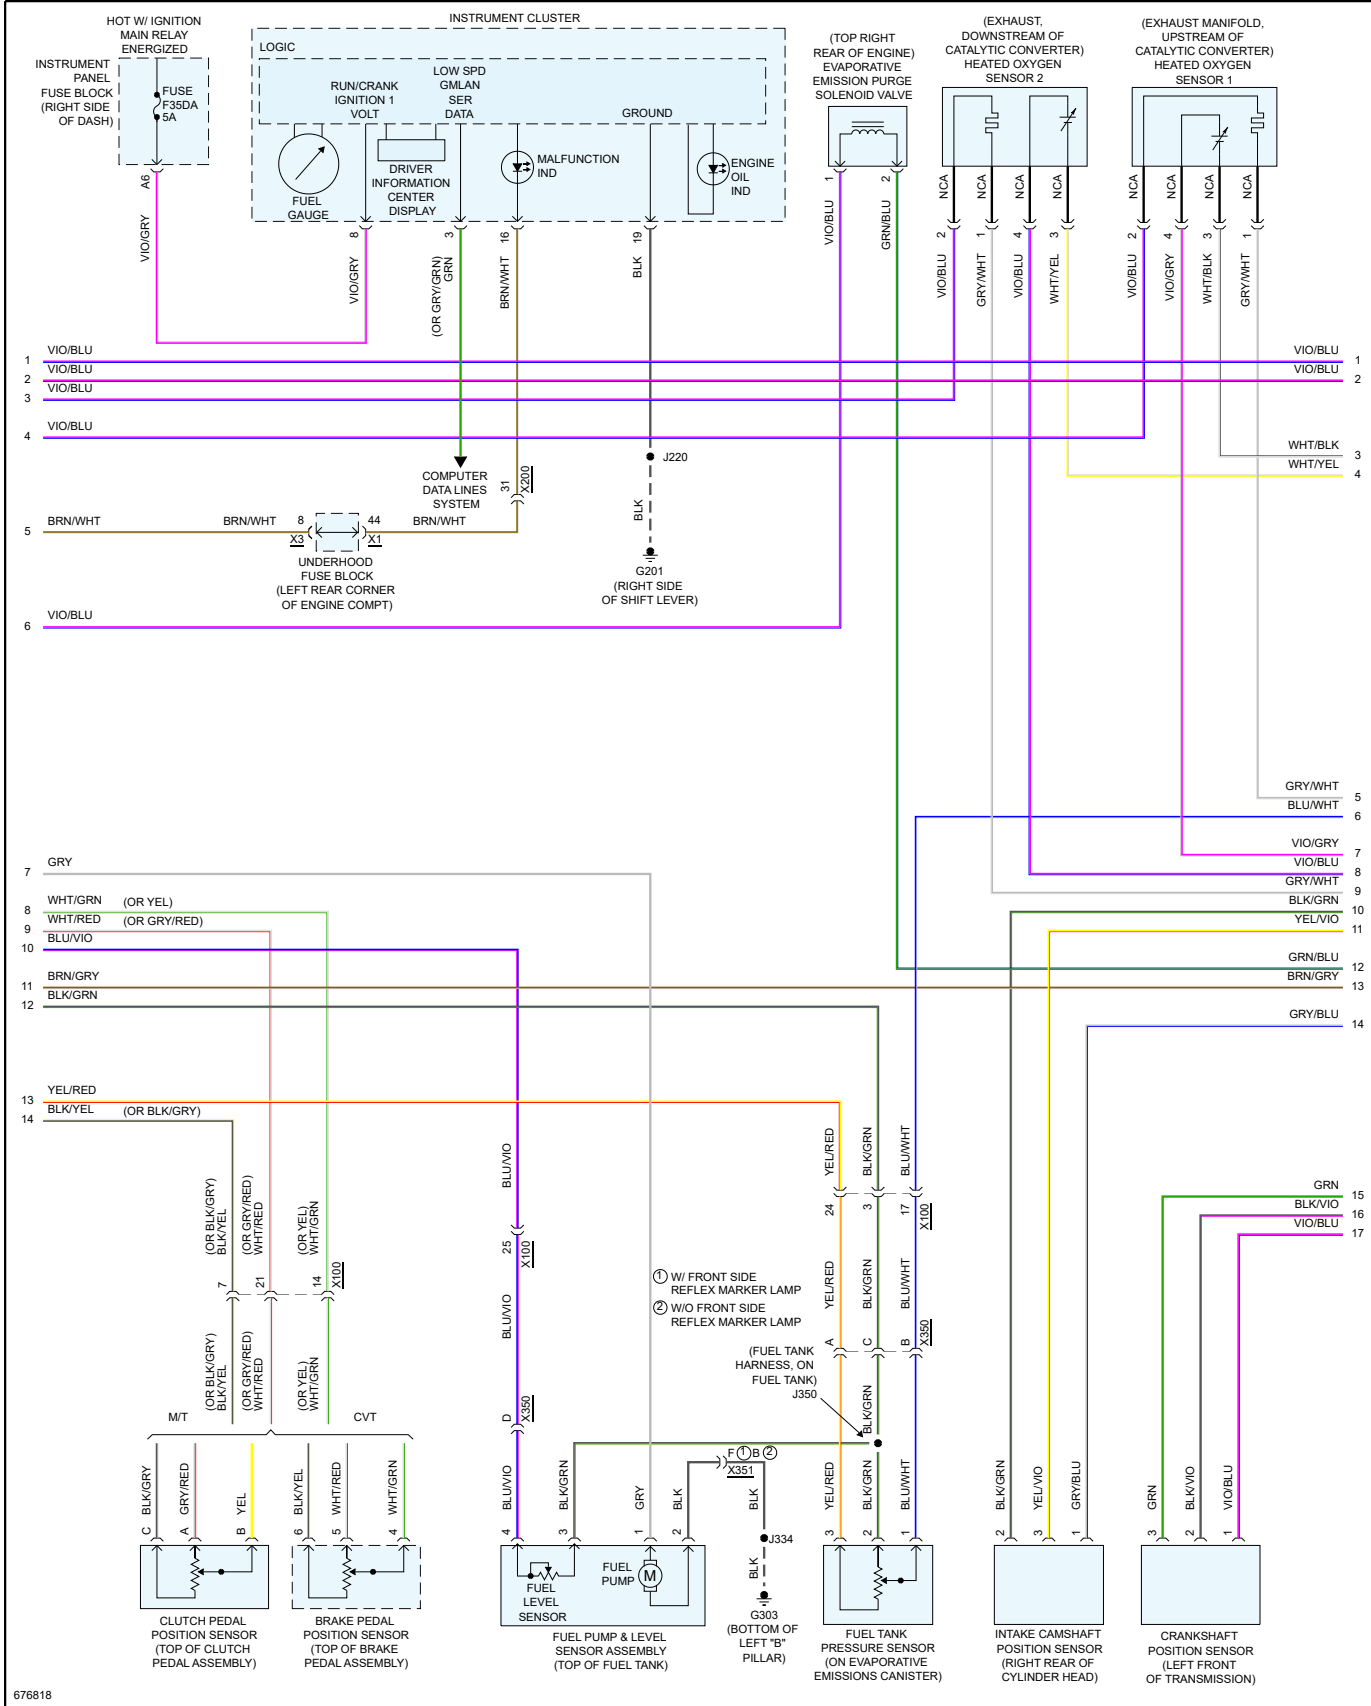 HOT W/ IGNITION
MAIN RELAY
ENERGIZED
INSTRUMENT
PANEL
FUSE BLOCK
(RIGHT SIDE
OF DASH)
FUSE
F35DA
5A
A6
VIO/GRY
INSTRUMENT CLUSTER
LOGIC
RUN/CRANK
IGNITION 1
VOLT
LOW SPD
GMLAN
SER
DATA
GROUND
FUEL
GAUGE
DRIVER
INFORMATION
CENTER
DISPLAY
MALFUNCTION
IND
ENGINE
OIL
IND
8
3
16
19
VIO/GRY
(OR GRY/GRN)
GRN
BRN/WHT
BLK
(TOP RIGHT
REAR OF ENGINE)
EVAPORATIVE
EMISSION PURGE
SOLENOID VALVE
1
2
VIO/BLU
GRN/BLU
(EXHAUST,
DOWNSTREAM OF
CATALYTIC CONVERTER)
HEATED OXYGEN
SENSOR 2
NCA
NCA
NCA
NCA
2
1
4
3
VIO/BLU
GRY/WHT
VIO/BLU
WHT/YEL
(EXHAUST MANIFOLD,
UPSTREAM OF
CATALYTIC CONVERTER)
HEATED OXYGEN
SENSOR 1
NCA
NCA
NCA
NCA
2
4
3
1
VIO/BLU
VIO/GRY
WHT/BLK
GRY/WHT
1 VIO/BLU
2 VIO/BLU
3 VIO/BLU
4 VIO/BLU
VIO/BLU 1
VIO/BLU 2
WHT/BLK 3
WHT/YEL 4
COMPUTER
DATA LINES
SYSTEM
31
X200
J220
BLK
G201
(RIGHT SIDE
OF SHIFT LEVER)
5 BRN/WHT
BRN/WHT 8
X3
44 BRN/WHT
X1
UNDERHOOD
FUSE BLOCK
(LEFT REAR CORNER
OF ENGINE COMPT)
6 VIO/BLU
GRY/WHT 5
BLU/WHT 6
VIO/GRY 7
VIO/BLU 8
GRY/WHT 9
BLK/GRN 10
YEL/VIO 11
GRN/BLU 12
BRN/GRY 13
GRY/BLU 14
7 GRY
8 WHT/GRN (OR YEL)
9 WHT/RED (OR GRY/RED)
10 BLU/VIO
11 BRN/GRY
12 BLK/GRN
13 YEL/RED
14 BLK/YEL (OR BLK/GRY)
GRN 15
BLK/VIO 16
VIO/BLU 17
(OR BLK/GRY)
BLK/YEL
(OR GRY/RED)
WHT/RED
(OR YEL)
WHT/GRN
7
21
14
X100
(OR BLK/GRY)
BLK/YEL
(OR GRY/RED)
WHT/RED
(OR YEL)
WHT/GRN
M/T
CVT
BLK/GRY
GRY/RED
YEL
C
A
B
BLK/YEL
WHT/RED
WHT/GRN
6
5
4
CLUTCH PEDAL
POSITION SENSOR
(TOP OF CLUTCH
PEDAL ASSEMBLY)
BRAKE PEDAL
POSITION SENSOR
(TOP OF BRAKE
PEDAL ASSEMBLY)
BLU/VIO
25
X100
BLU/VIO
D
X350
BLU/VIO
BLK/GRN
GRY
BLK
4
3
1
2
FUEL
LEVEL
SENSOR
FUEL
PUMP
M
FUEL PUMP & LEVEL
SENSOR ASSEMBLY
(TOP OF FUEL TANK)
1 W/ FRONT SIDE
REFLEX MARKER LAMP
2 W/O FRONT SIDE
REFLEX MARKER LAMP
(FUEL TANK
HARNESS, ON
FUEL TANK)
J350
F 1 B 2
X351
BLK
J334
BLK
G303
(BOTTOM OF
LEFT "B"
PILLAR)
YEL/RED
BLK/GRN
BLU/WHT
24
3
17
X100
YEL/RED
BLK/GRN
BLU/WHT
A
C
B
X350
BLK/GRN
YEL/RED
BLK/GRN
BLU/WHT
3
2
1
FUEL TANK
PRESSURE SENSOR
(ON EVAPORATIVE
EMISSIONS CANISTER)
BLK/GRN
YEL/VIO
GRY/BLU
2
3
1
INTAKE CAMSHAFT
POSITION SENSOR
(RIGHT REAR OF
CYLINDER HEAD)
GRN
BLK/VIO
VIO/BLU
3
2
1
CRANKSHAFT
POSITION SENSOR
(LEFT FRONT
OF TRANSMISSION)
676818